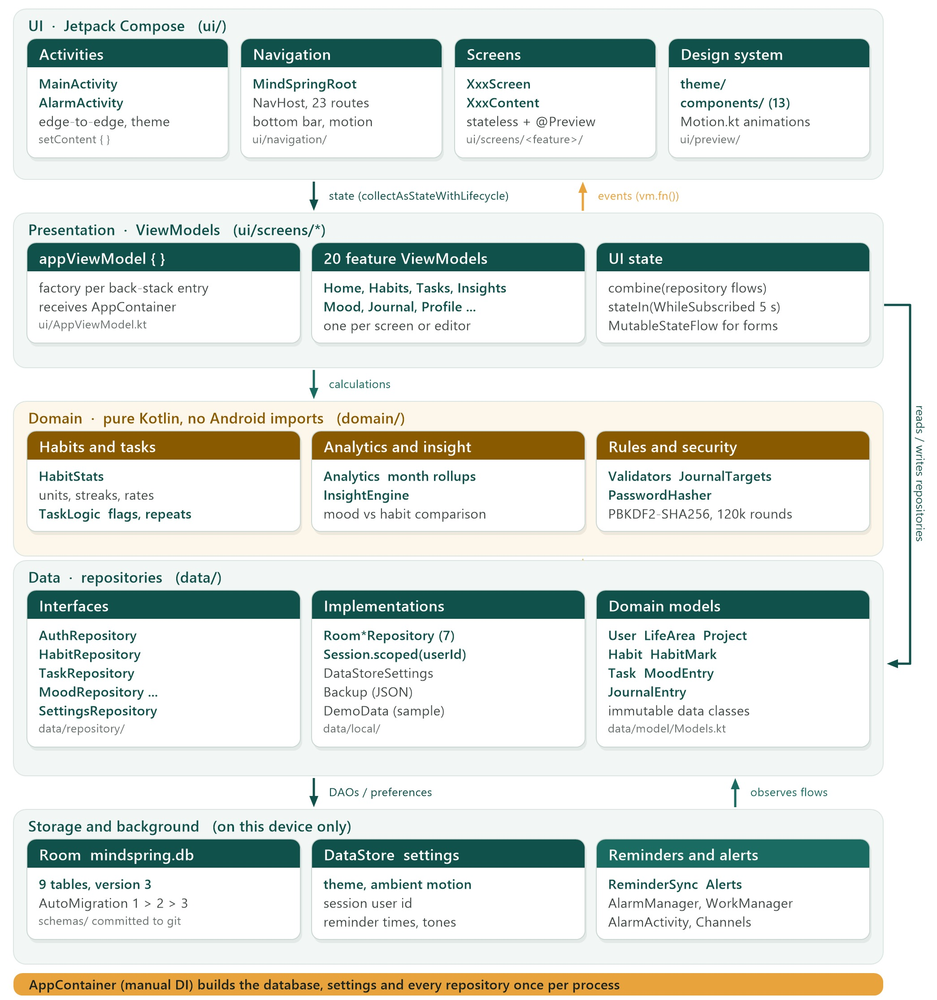 UI · Jetpack Compose (ui/)
Activities
MainActivity
AlarmActivity
edge-to-edge, theme
setContent { }
Navigation
MindSpringRoot
NavHost, 23 routes
bottom bar, motion
ui/navigation/
Screens
XxxScreen
XxxContent
stateless + @Preview
ui/screens/<feature>/
Design system
theme/
components/ (13)
Motion.kt animations
ui/preview/
state (collectAsStateWithLifecycle)
events (vm.fn())
Presentation · ViewModels (ui/screens/*)
appViewModel { }
factory per back-stack entry
receives AppContainer
ui/AppViewModel.kt
20 feature ViewModels
Home, Habits, Tasks, Insights
Mood, Journal, Profile ...
one per screen or editor
UI state
combine(repository flows)
stateIn(WhileSubscribed 5 s)
MutableStateFlow for forms
reads / writes repositories
calculations
Domain · pure Kotlin, no Android imports (domain/)
Habits and tasks
HabitStats
units, streaks, rates
TaskLogic flags, repeats
Analytics and insight
Analytics month rollups
InsightEngine
mood vs habit comparison
Rules and security
Validators JournalTargets
PasswordHasher
PBKDF2-SHA256, 120k rounds
Data · repositories (data/)
Interfaces
AuthRepository
HabitRepository
TaskRepository
MoodRepository ...
SettingsRepository
data/repository/
Implementations
Room*Repository (7)
Session.scoped(userId)
DataStoreSettings
Backup (JSON)
DemoData (sample)
data/local/
Domain models
User LifeArea Project
Habit HabitMark
Task MoodEntry
JournalEntry
immutable data classes
data/model/Models.kt
DAOs / preferences
observes flows
Storage and background (on this device only)
Room mindspring.db
9 tables, version 3
AutoMigration 1 > 2 > 3
schemas/ committed to git
DataStore settings
theme, ambient motion
session user id
reminder times, tones
Reminders and alerts
ReminderSync Alerts
AlarmManager, WorkManager
AlarmActivity, Channels
AppContainer (manual DI) builds the database, settings and every repository once per process